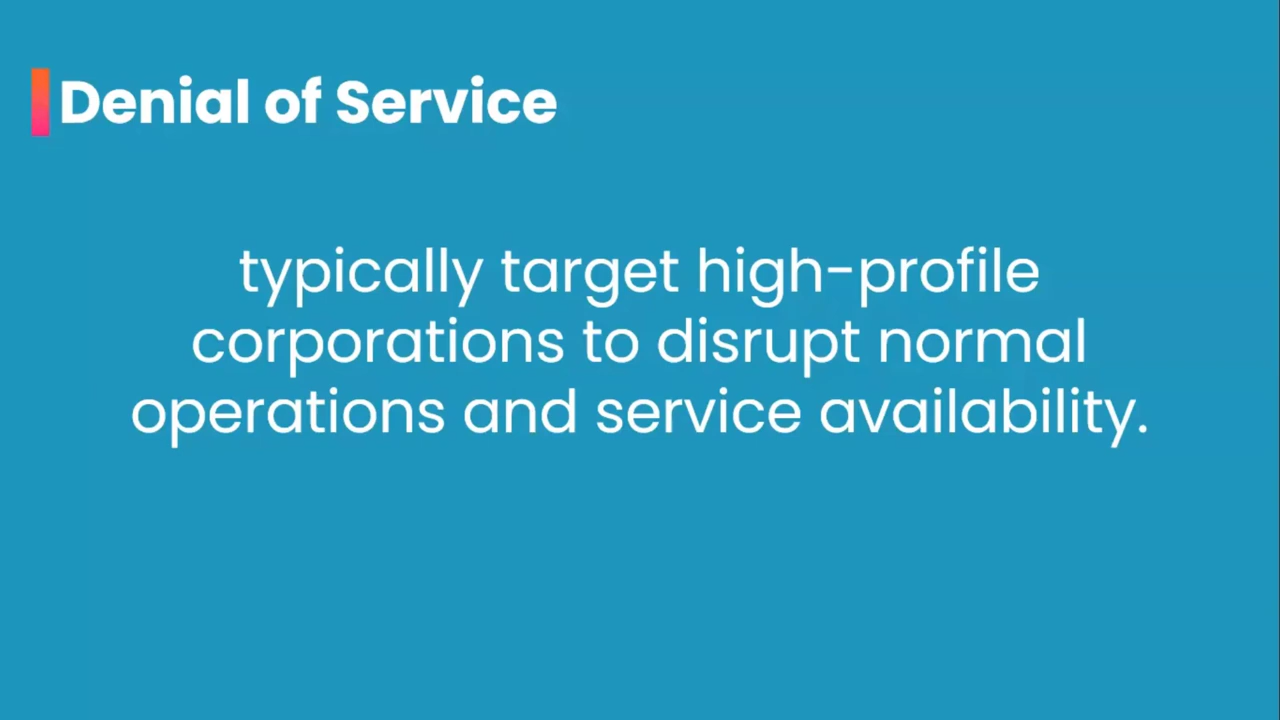 Denial of Service
typically target high-profile
corporations to disrupt normal
operations and service availability.